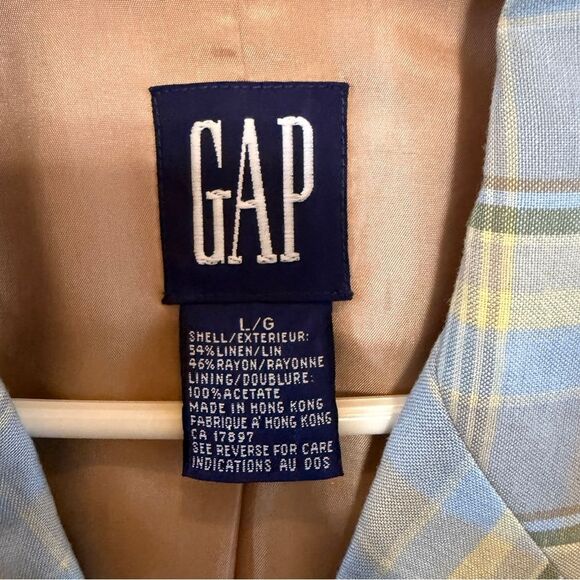 GAP
L/G
SHELL/EXTERIEUR:
54% LINEN/LIN
46% RAYON/RAYONNE
LINING/DOUBLURE:
100% ACETATE
MADE IN HONG KONG
FABRIQUE A' HONG KONG
CA 17897
SEE REVERSE FOR CARE
INDICATIONS AU DOS